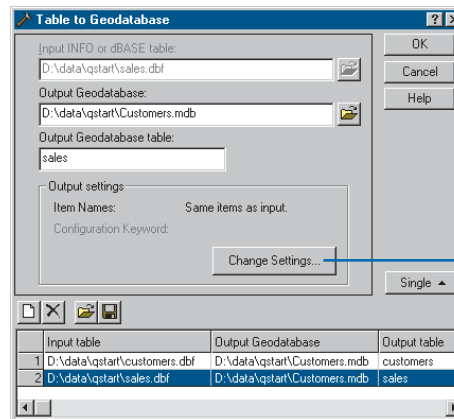 Table to Geodatabase
Input INFO or dBASE table:
D:\data\qstart\sales.dbf
Output Geodatabase:
D:\data\qstart\Customers.mdb
Output Geodatabase table:
sales
Output settings
Item Names: Same items as input.
Configuration Keyword:
Change Settings...
OK
Cancel
Help
Single
Input table Output Geodatabase Output table
1 D:\data\qstart\customers.dbf D:\data\qstart\Customers.mdb customers
2 D:\data\qstart\sales.dbf D:\data\qstart\Customers.mdb sales